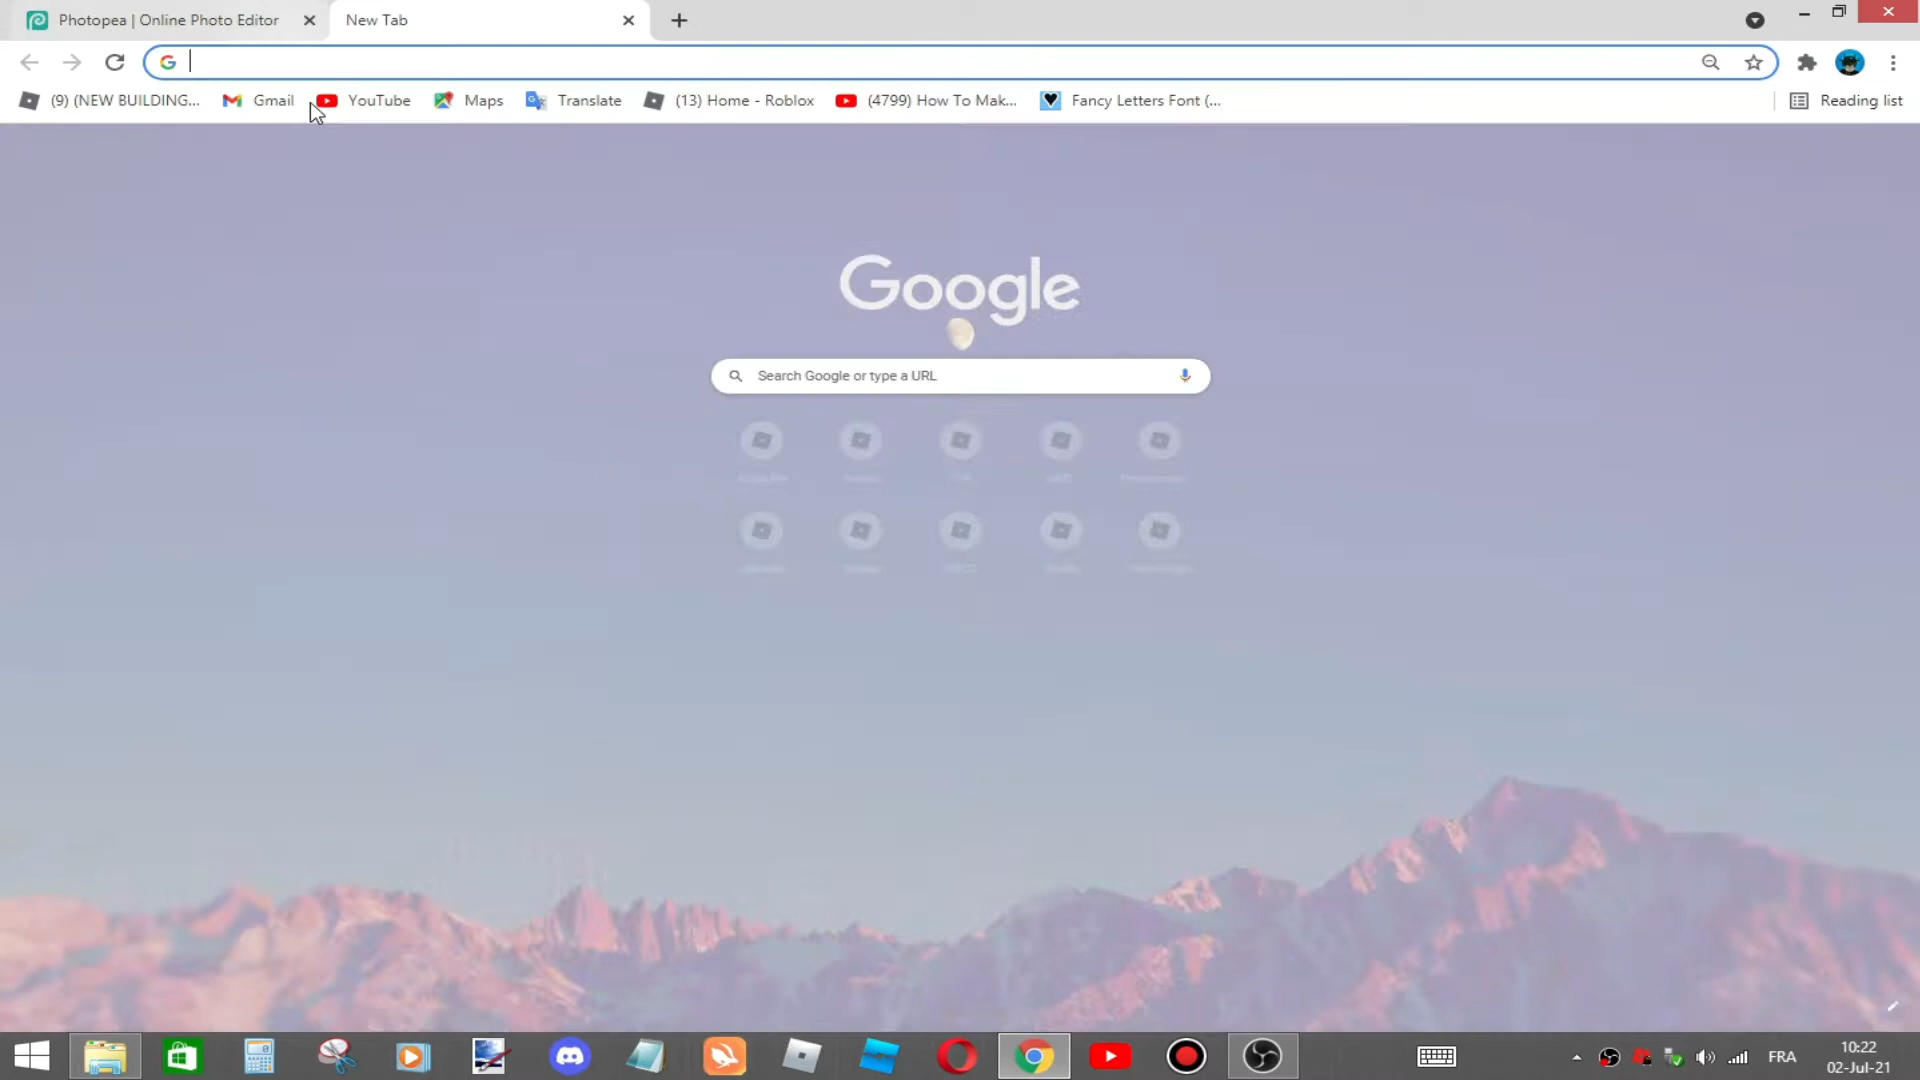 Photopea | Online Photo Editor
New Tab
(9) (NEW BUILDING... Gmail YouTube Maps Translate (13) Home - Roblox (4799) How To Mak... Fancy Letters Font (... Reading list
Google
Search Google or type a URL
FRA
10:22
02-Jul-21